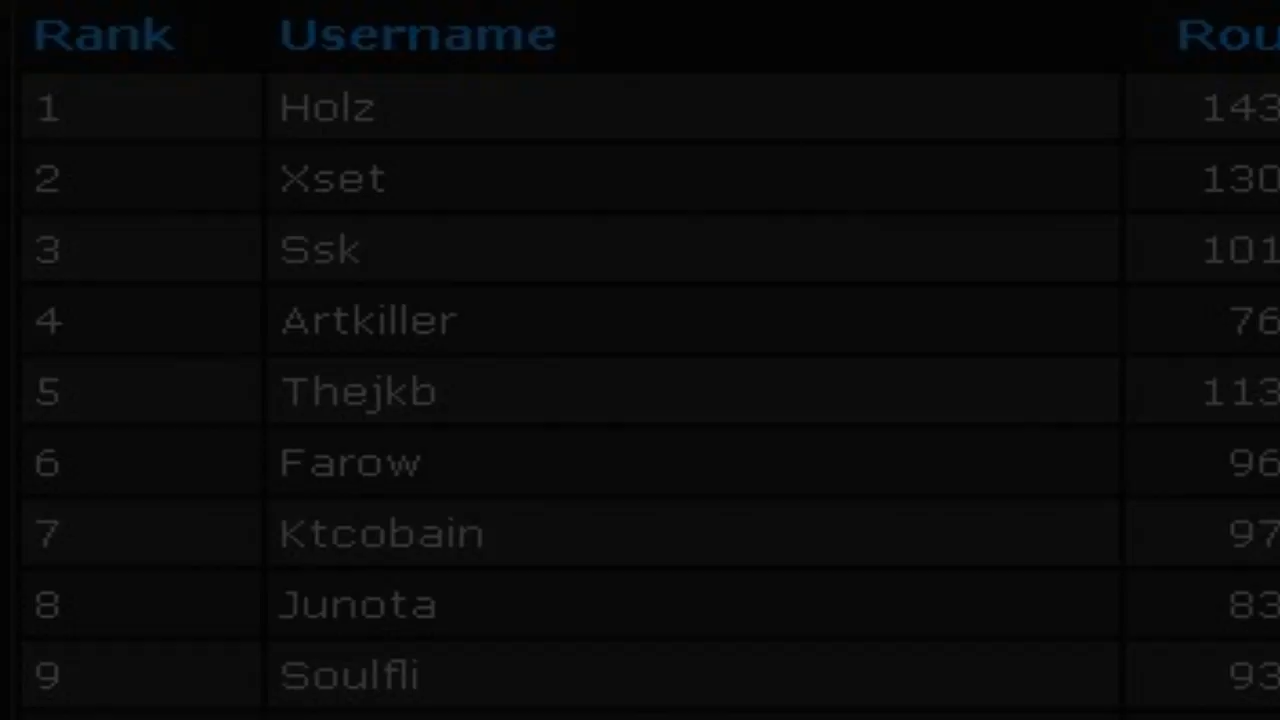 Rank Username Rou
1 Holz 143
2 Xset 130
3 Ssk 101
4 Artkiller 76
5 Thejkb 113
6 Farow 96
7 Ktcobain 97
8 Junota 83
9 Soulfli 93